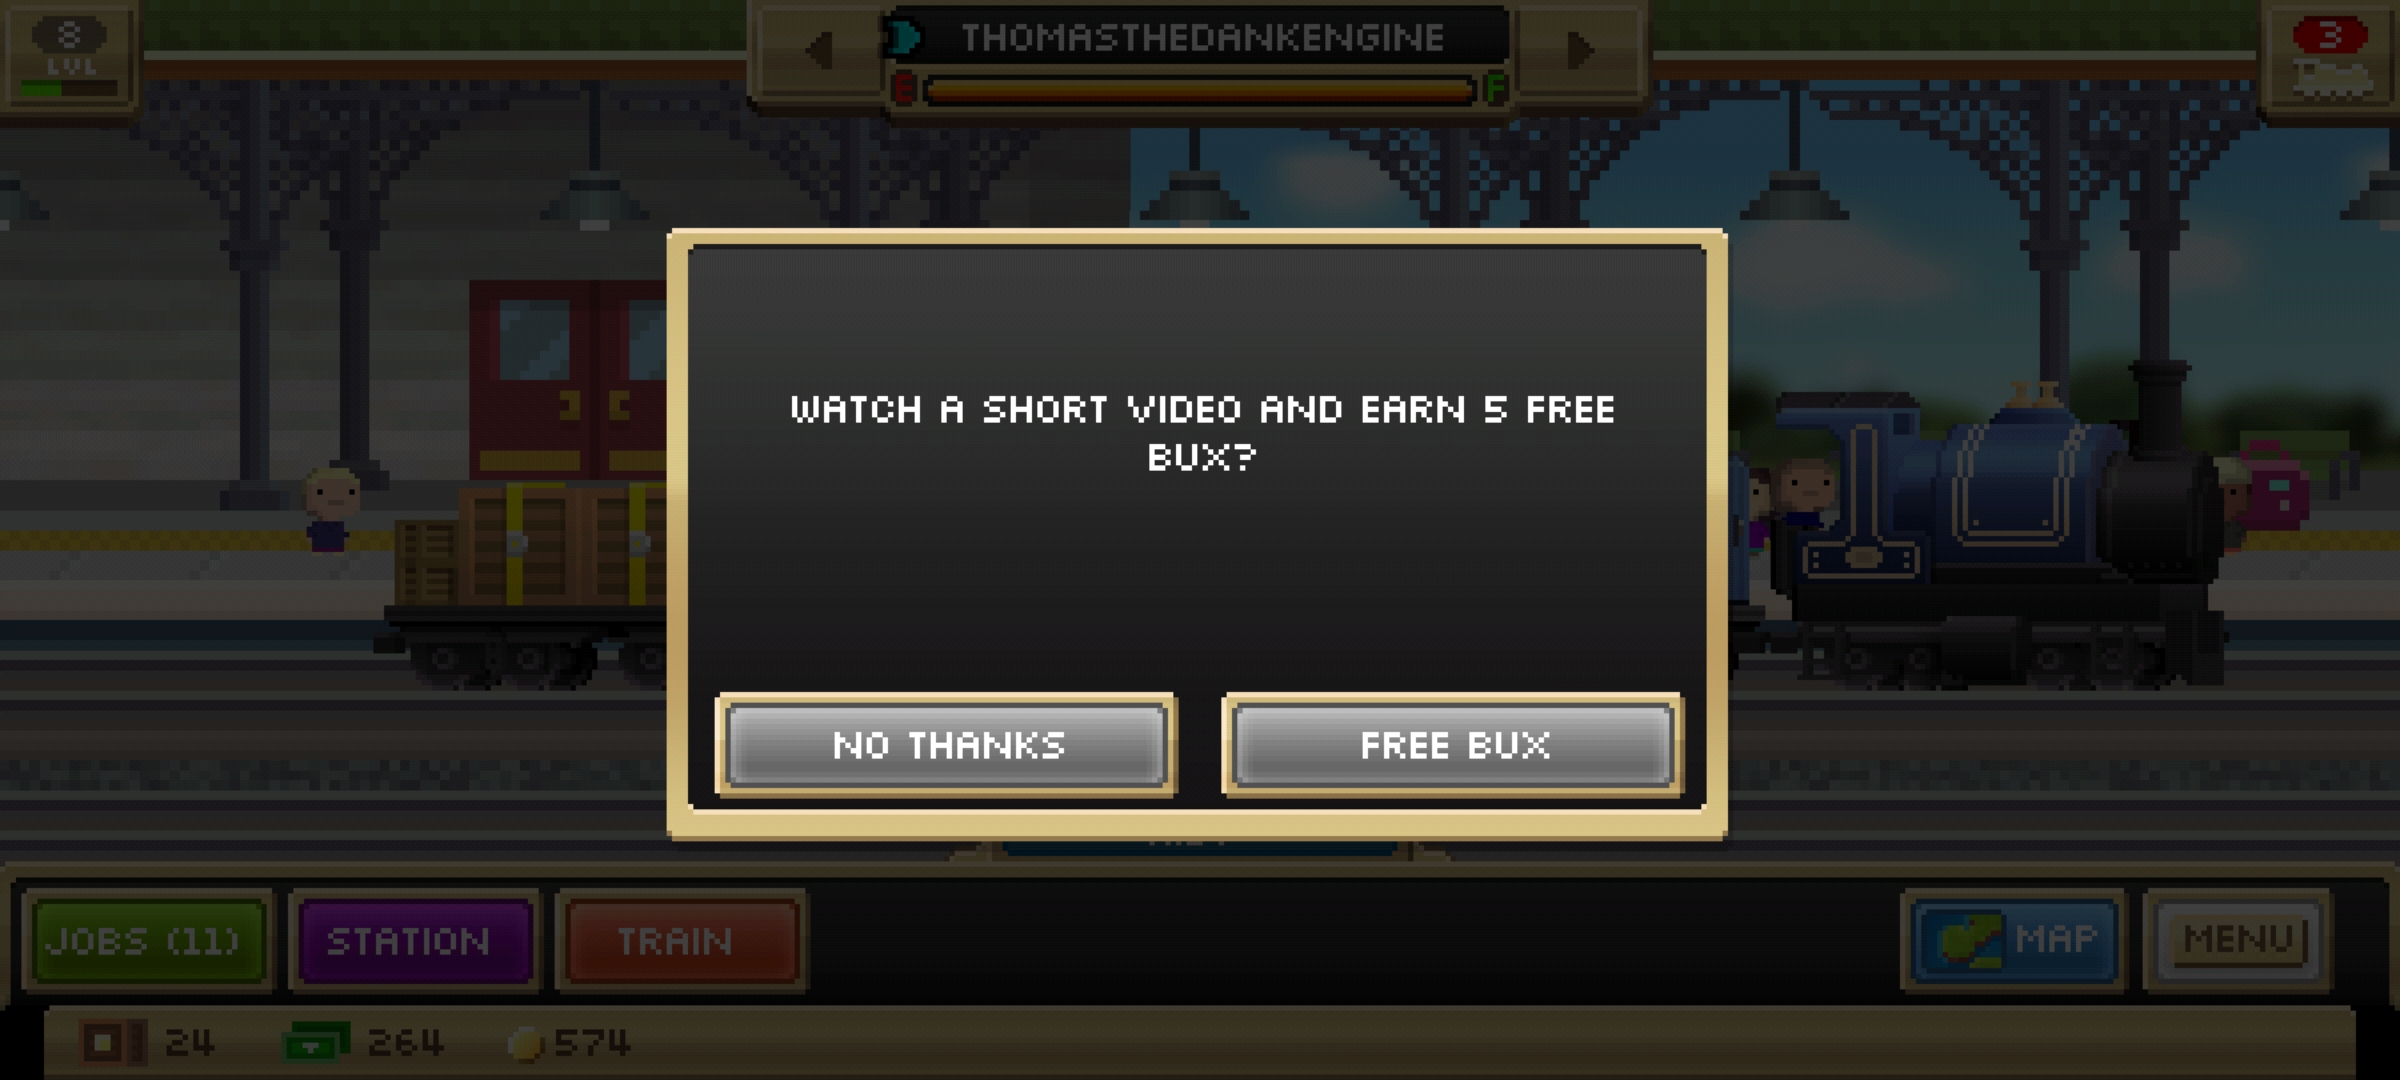 8
LVL
THOMASTHEDANKENGINE
E F
3
WATCH A SHORT VIDEO AND EARN 5 FREE
BUX?
NO THANKS
FREE BUX
JOBS (11)
STATION
TRAIN
MAP
MENU
24
264
574